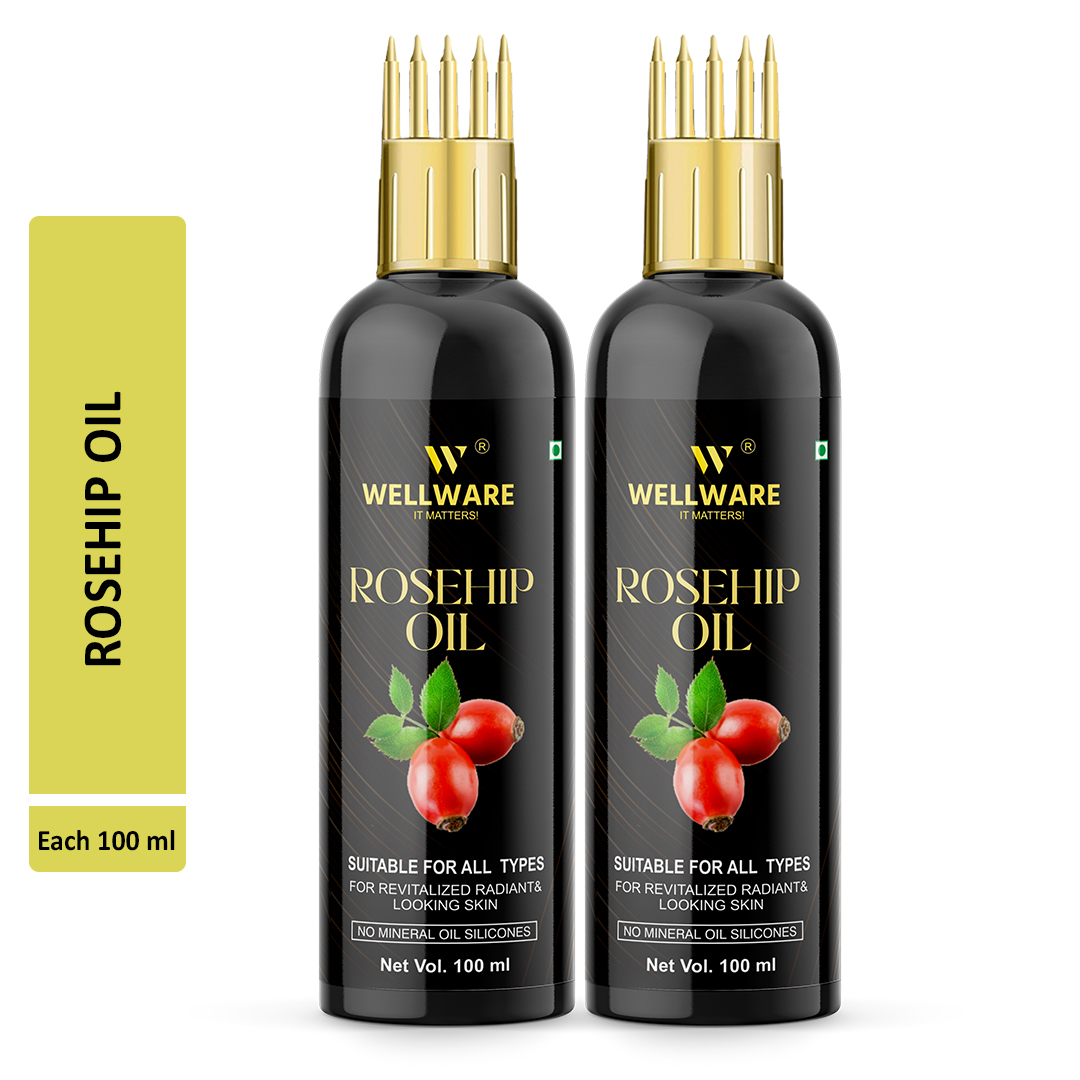 ROSEHIP OIL
Each 100 ml
W ®
WELLWARE
IT MATTERS!
ROSEHIP
OIL
SUITABLE FOR ALL TYPES
FOR REVITALIZED RADIANT&
LOOKING SKIN
NO MINERAL OIL SILICONES
Net Vol. 100 ml
W ®
WELLWARE
IT MATTERS!
ROSEHIP
OIL
SUITABLE FOR ALL TYPES
FOR REVITALIZED RADIANT&
LOOKING SKIN
NO MINERAL OIL SILICONES
Net Vol. 100 ml